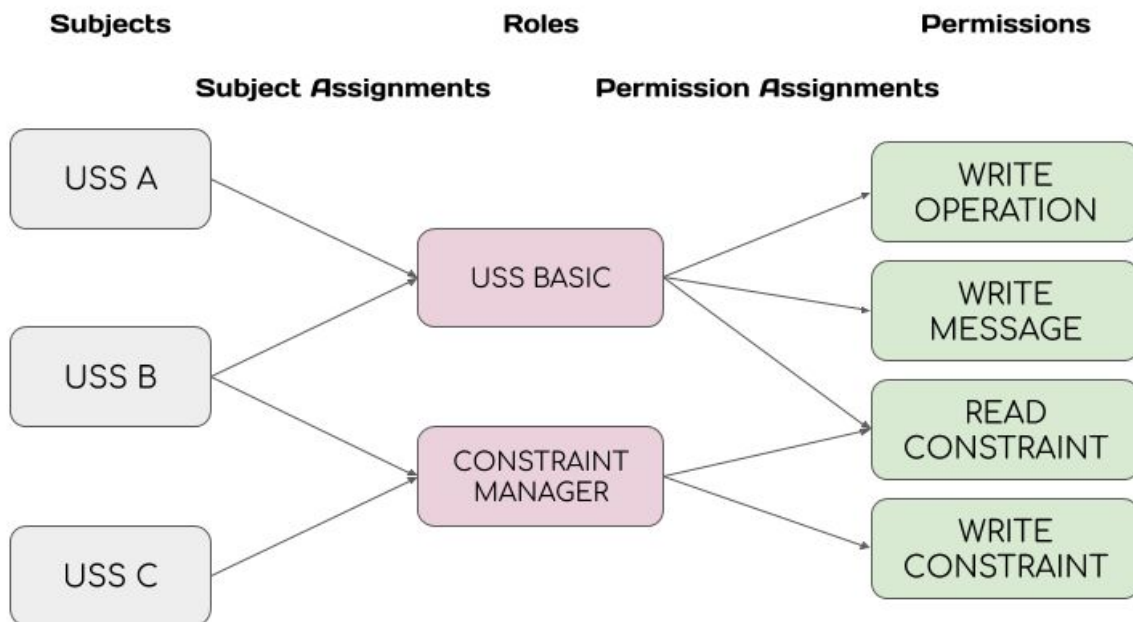 Subjects
Roles
Permissions
Subject Assignments
Permission Assignments
USS A
USS B
USS C
USS BASIC
CONSTRAINT
MANAGER
WRITE
OPERATION
WRITE
MESSAGE
READ
CONSTRAINT
WRITE
CONSTRAINT